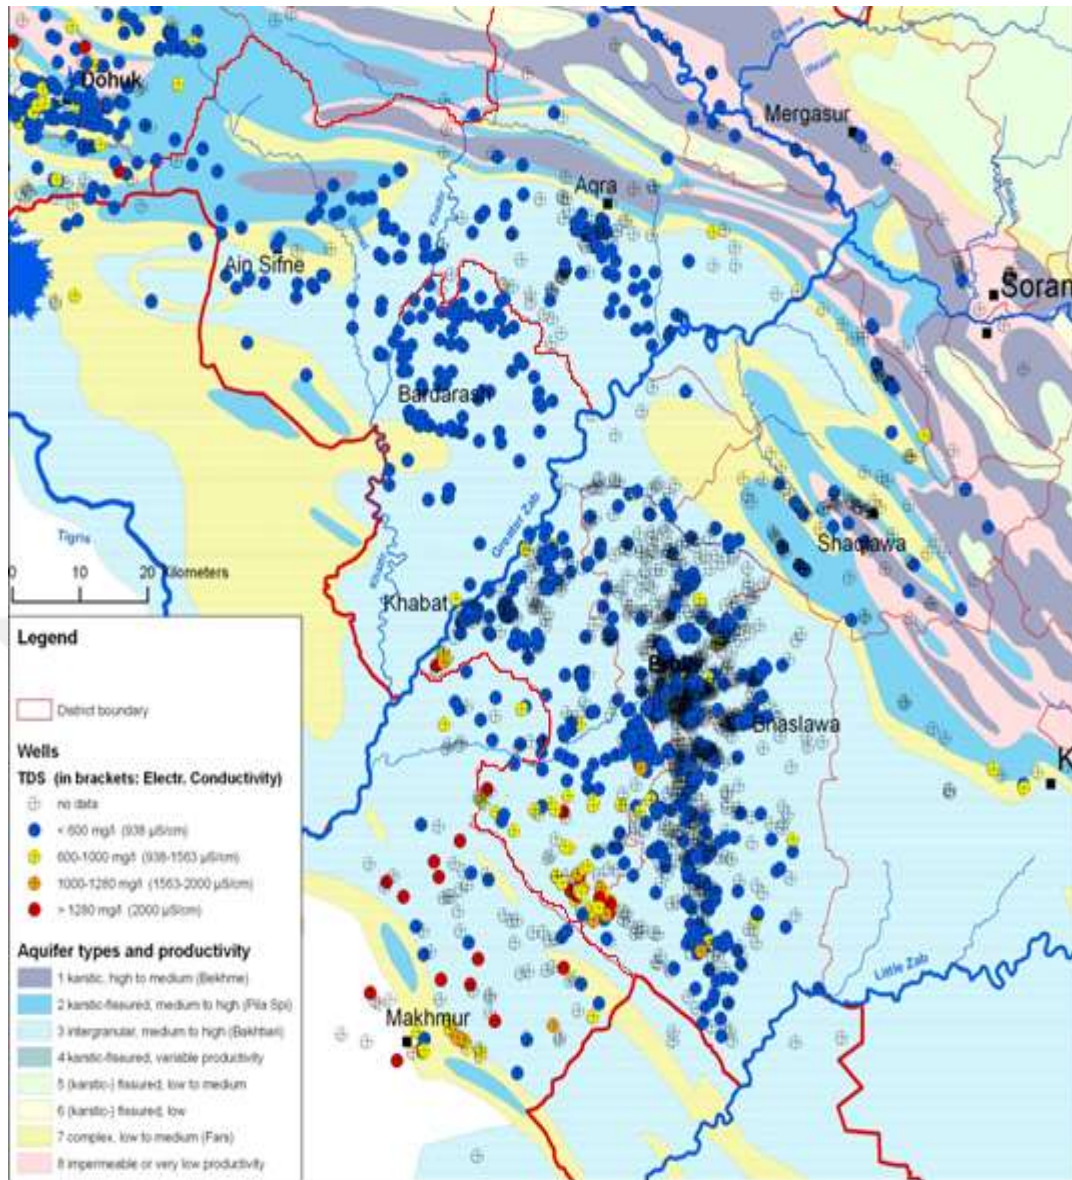 Dohuk
Greater
Mergasur
Aqra
Ain Sifne
Soran
Bardarash
Tigris
Greater Zab
0 10 20 Kilometers
Shaqlawa
Khabat
Legend
District boundary
Bnaslawa
Wells
K
TDS (in brackets: Electr. Conductivity)
no data
< 600 mg/l (938 µS/cm)
600-1000 mg/l (938-1563 µS/cm)
1000-1280 mg/l (1563-2000 µS/cm)
> 1280 mg/l (2000 µS/cm)
Aquifer types and productivity
Little Zab
1 karstic, high to medium (Bekhme)
2 karstic-fissured, medium to high (Pila Spi)
3 intergranular, medium to high (Bakhtiari)
Makhmur
4 karstic-fissured, variable productivity
5 (karstic-) fissured, low to medium
6 (karstic-) fissured, low
7 complex, low to medium (Fars)
8 impermeable or very low productivity